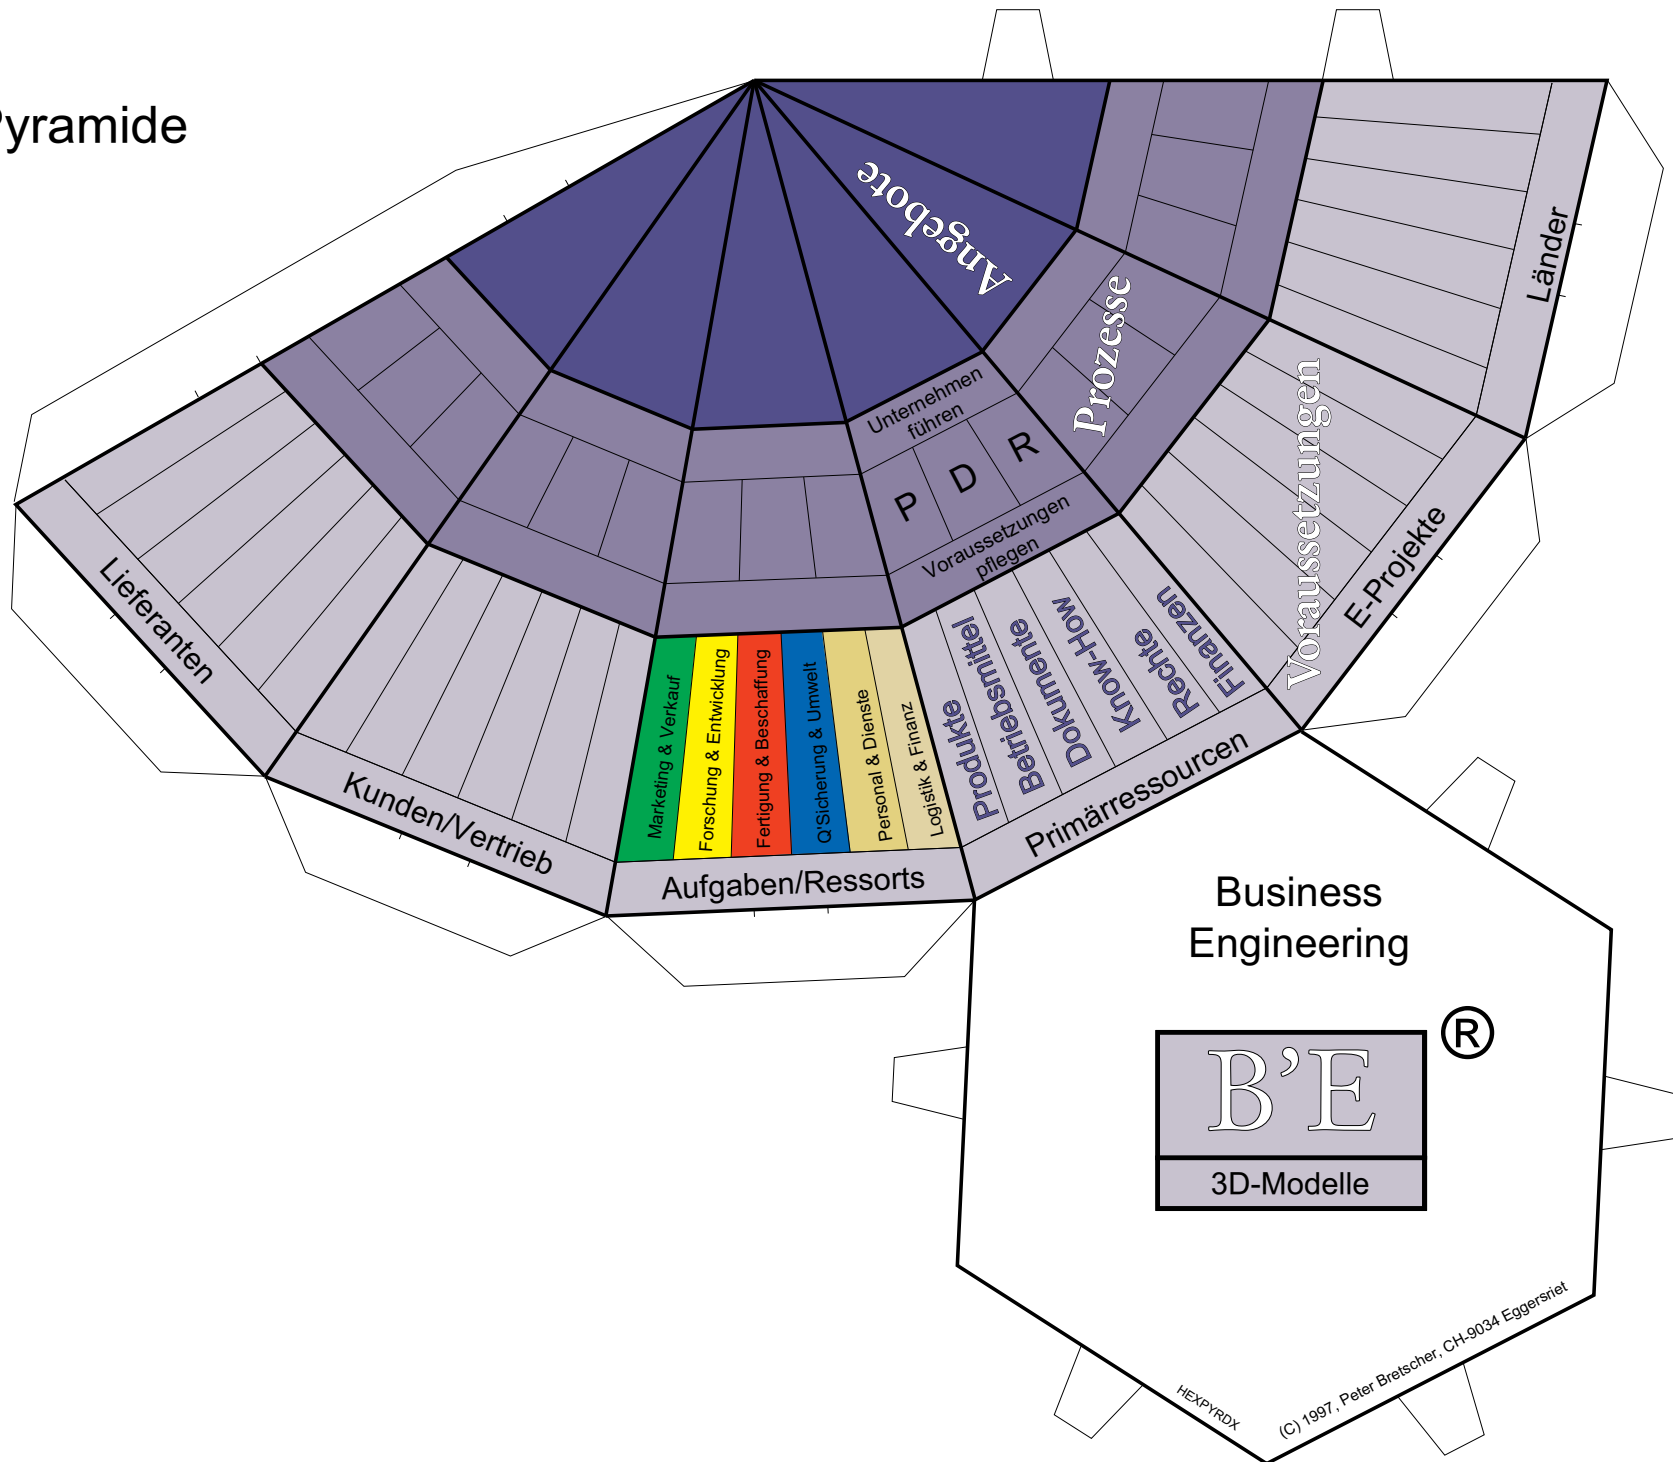 Pyramide
Angebote
Prozesse
Voraussetzungen
Länder
E-Projekte
Unternehmen
führen
P D R
Voraussetzungen
pflegen
Lieferanten
Kunden/Vertrieb
Marketing & Verkauf
Forschung & Entwicklung
Fertigung & Beschaffung
Q'Sicherung & Umwelt
Personal & Dienste
Logistik & Finanz
Aufgaben/Ressorts
Produkte
Betriebsmittel
Dokumente
Know-How
Rechte
Finanzen
Primärressourcen
Business
Engineering
B’E
®
3D-Modelle
HEXPYRDX
(C) 1997, Peter Bretscher, CH-9034 Eggersriet